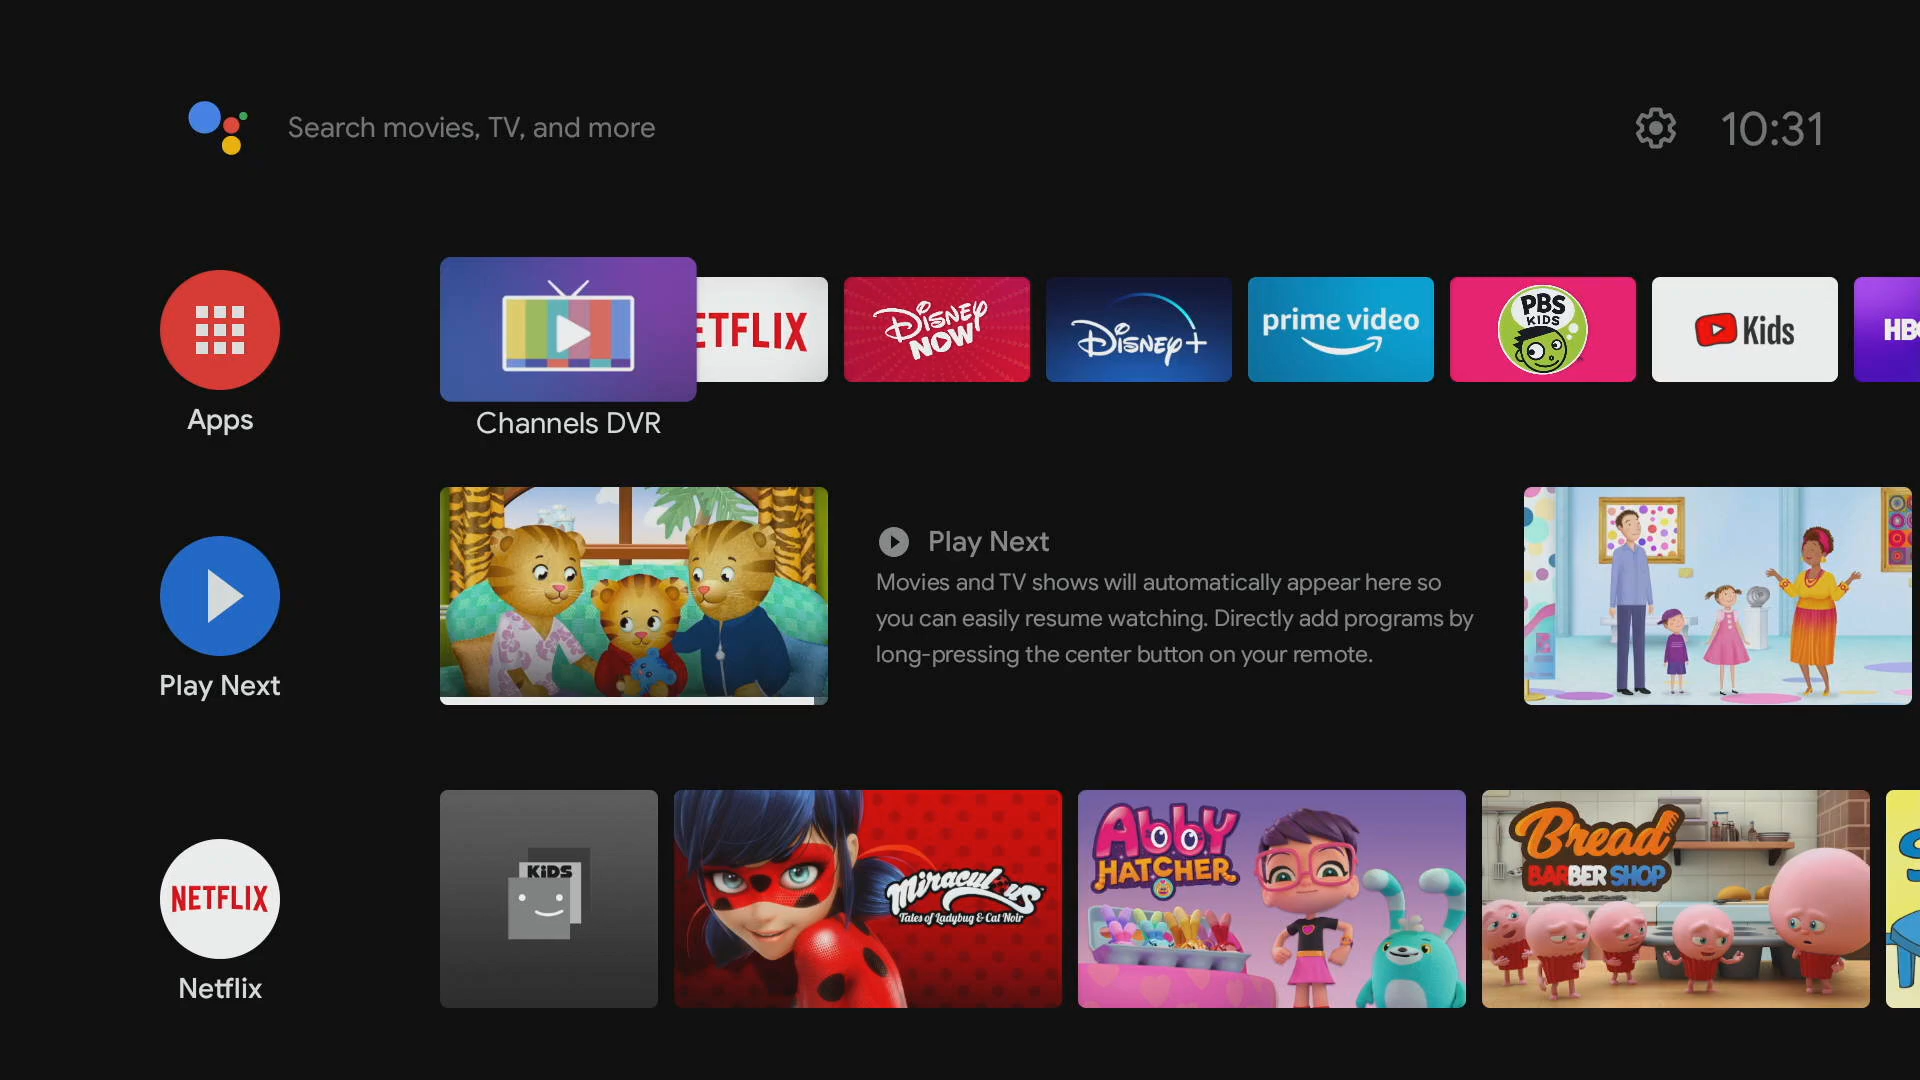 Search movies, TV, and more
10:31
Apps
ETFLIX
DISNEY
NOW
DISNEY+
prime video
PBS
KIDS
Kids
HBO
Channels DVR
Play Next
Movies and TV shows will automatically appear here so
you can easily resume watching. Directly add programs by
long-pressing the center button on your remote.
Play Next
NETFLIX
Netflix
KiDS
Miraculous
Tales of Ladybug & Cat Noir
Abby
HATCHER
Bread
BARBER SHOP